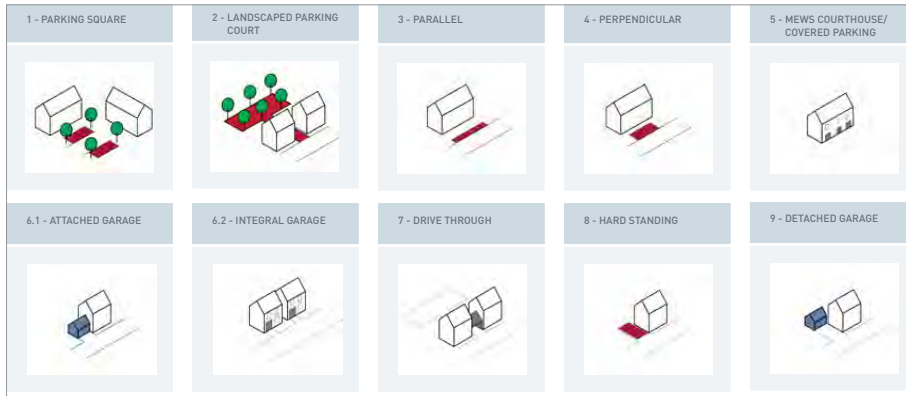 1 - PARKING SQUARE
2 - LANDSCAPED PARKING
COURT
3 - PARALLEL
4 - PERPENDICULAR
5 - MEWS COURTHOUSE/
COVERED PARKING
6.1 - ATTACHED GARAGE
6.2 - INTEGRAL GARAGE
7 - DRIVE THROUGH
8 - HARD STANDING
9 - DETACHED GARAGE